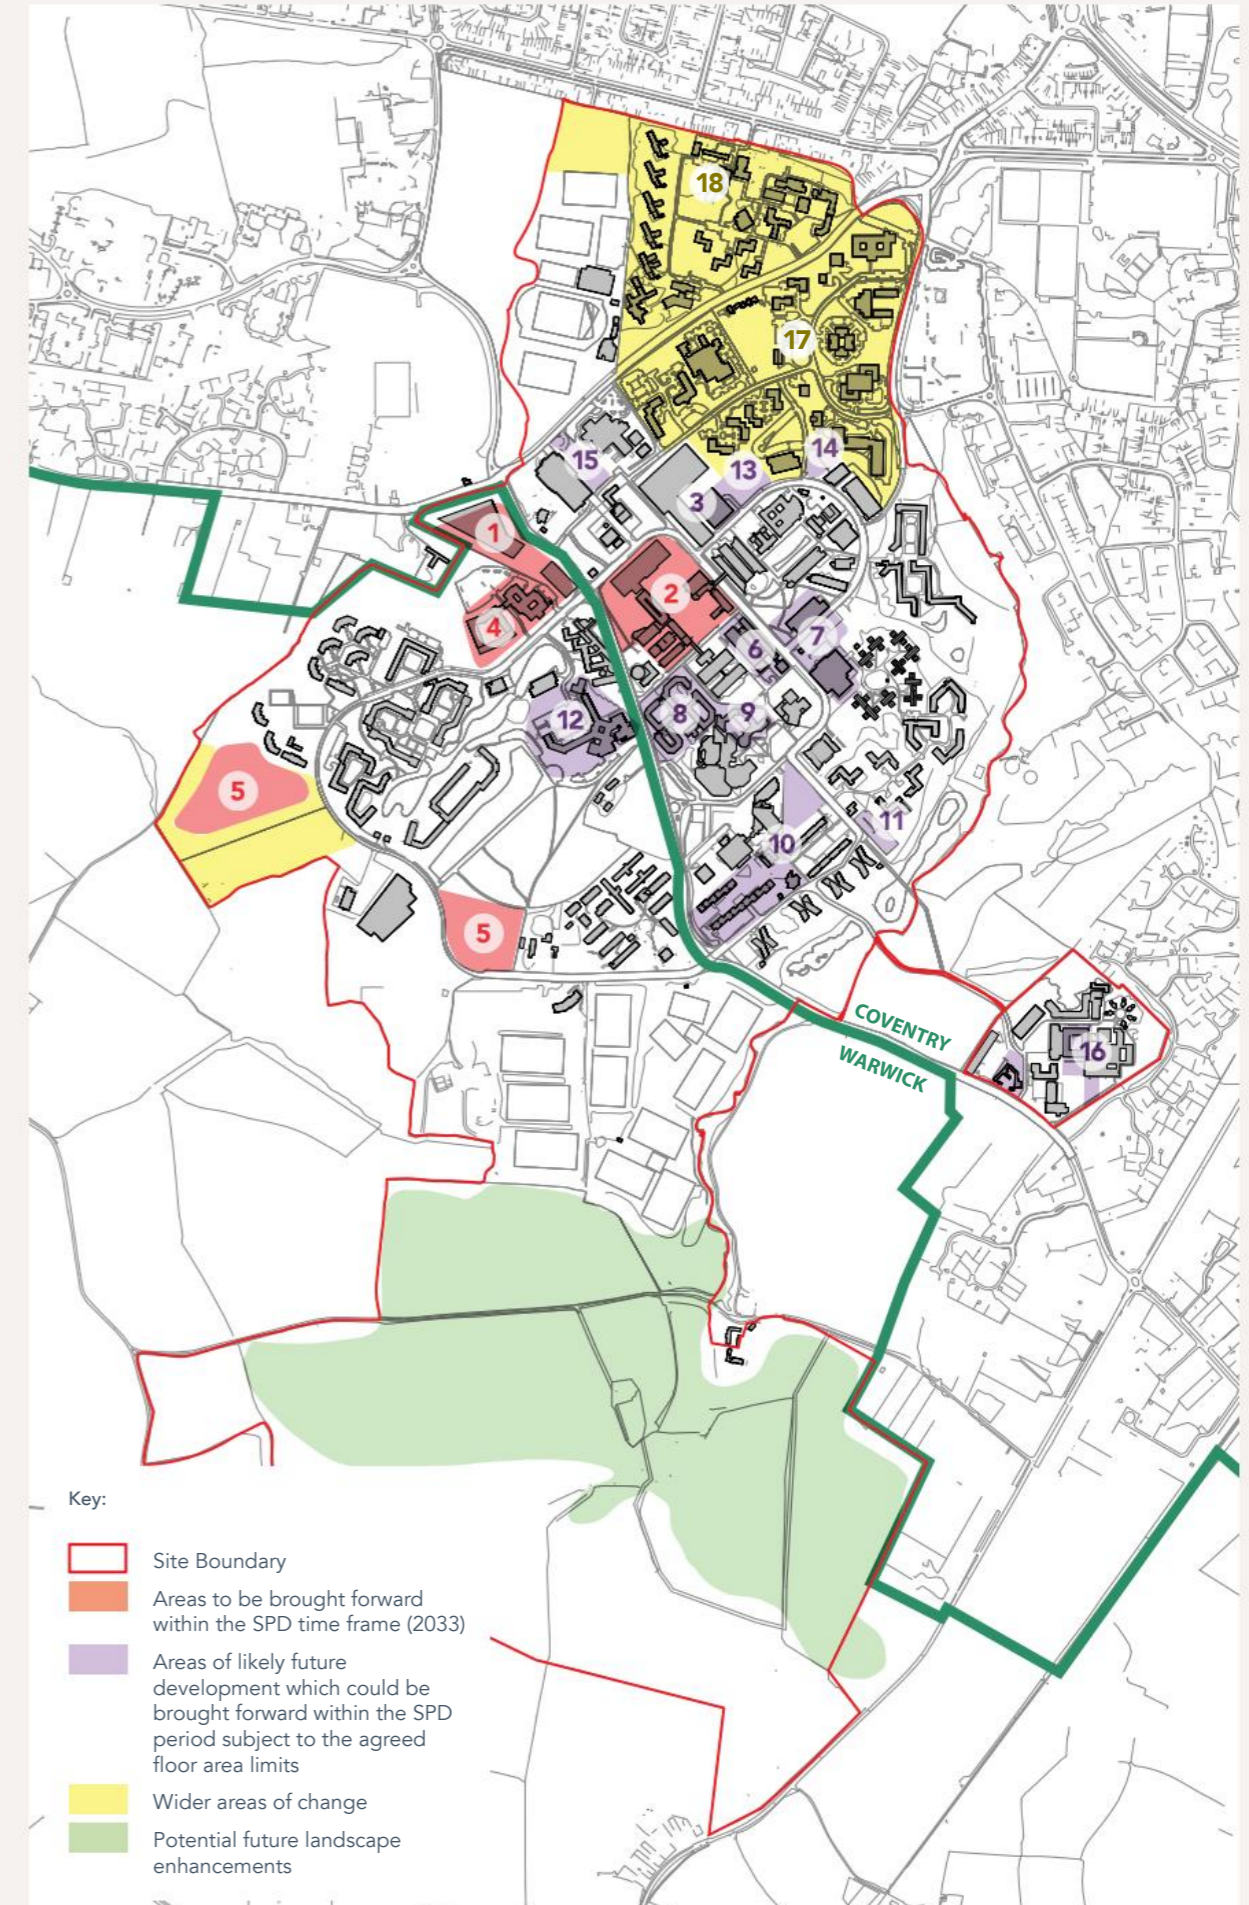 18
17
14
15
13
3
1
2
4
6
7
12
8
9
5
11
10
5
COVENTRY
WARWICK
16
Key:
Site Boundary
Areas to be brought forward
within the SPD time frame (2033)
Areas of likely future
development which could be
brought forward within the SPD
period subject to the agreed
floor area limits
Wider areas of change
Potential future landscape
enhancements